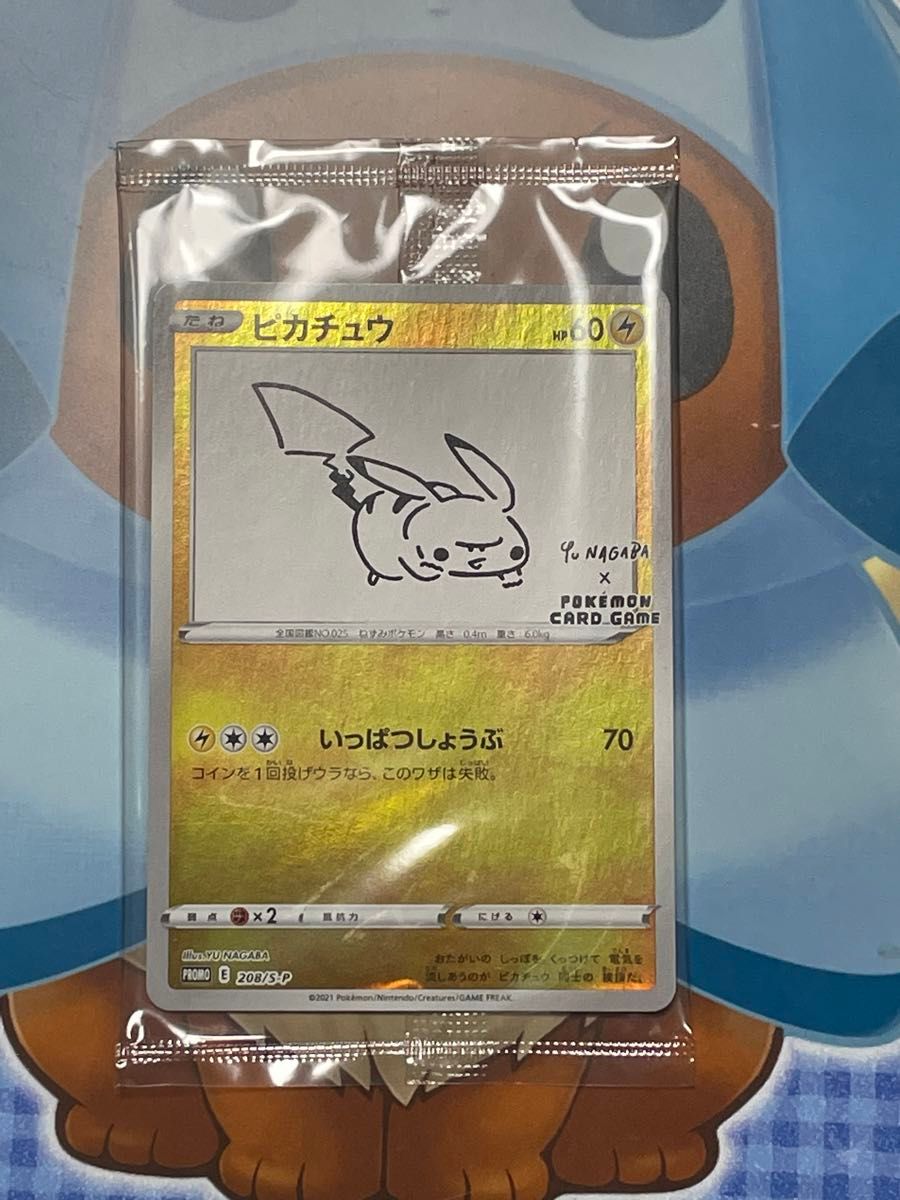 たね ピカチュウ HP60
Yu NAGABA
×
POKÉMON
CARD GAME
全国図鑑NO.025 ねずみポケモン 高さ:0.4m 重さ:6.0kg
いっぱつしょうぶ 70
コインを1回投げウラなら、このワザは失敗。
弱点 ×2 抵抗力 にげる
Illus.YU NAGABA
PROMO E 208/S-P
おたがいの しっぽを くっつけて 電気を
流しあうのが ピカチュウ 同士の 挨拶だ。
©2021 Pokémon/Nintendo/Creatures/GAME FREAK.